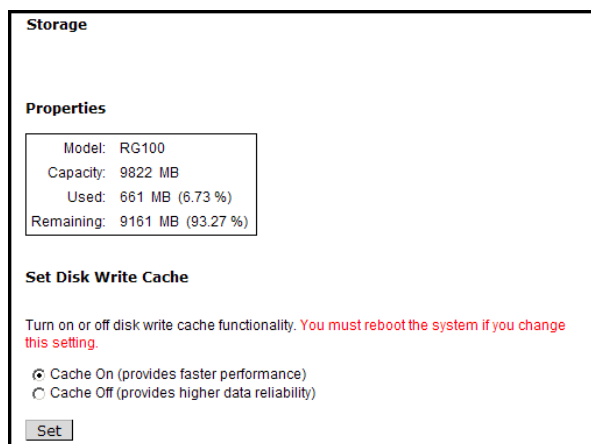 Storage
Properties
Model: RG100
Capacity: 9822 MB
Used: 661 MB (6.73 %)
Remaining: 9161 MB (93.27 %)
Set Disk Write Cache
Turn on or off disk write cache functionality. You must reboot the system if you change
this setting.
Cache On (provides faster performance)
Cache Off (provides higher data reliability)
Set